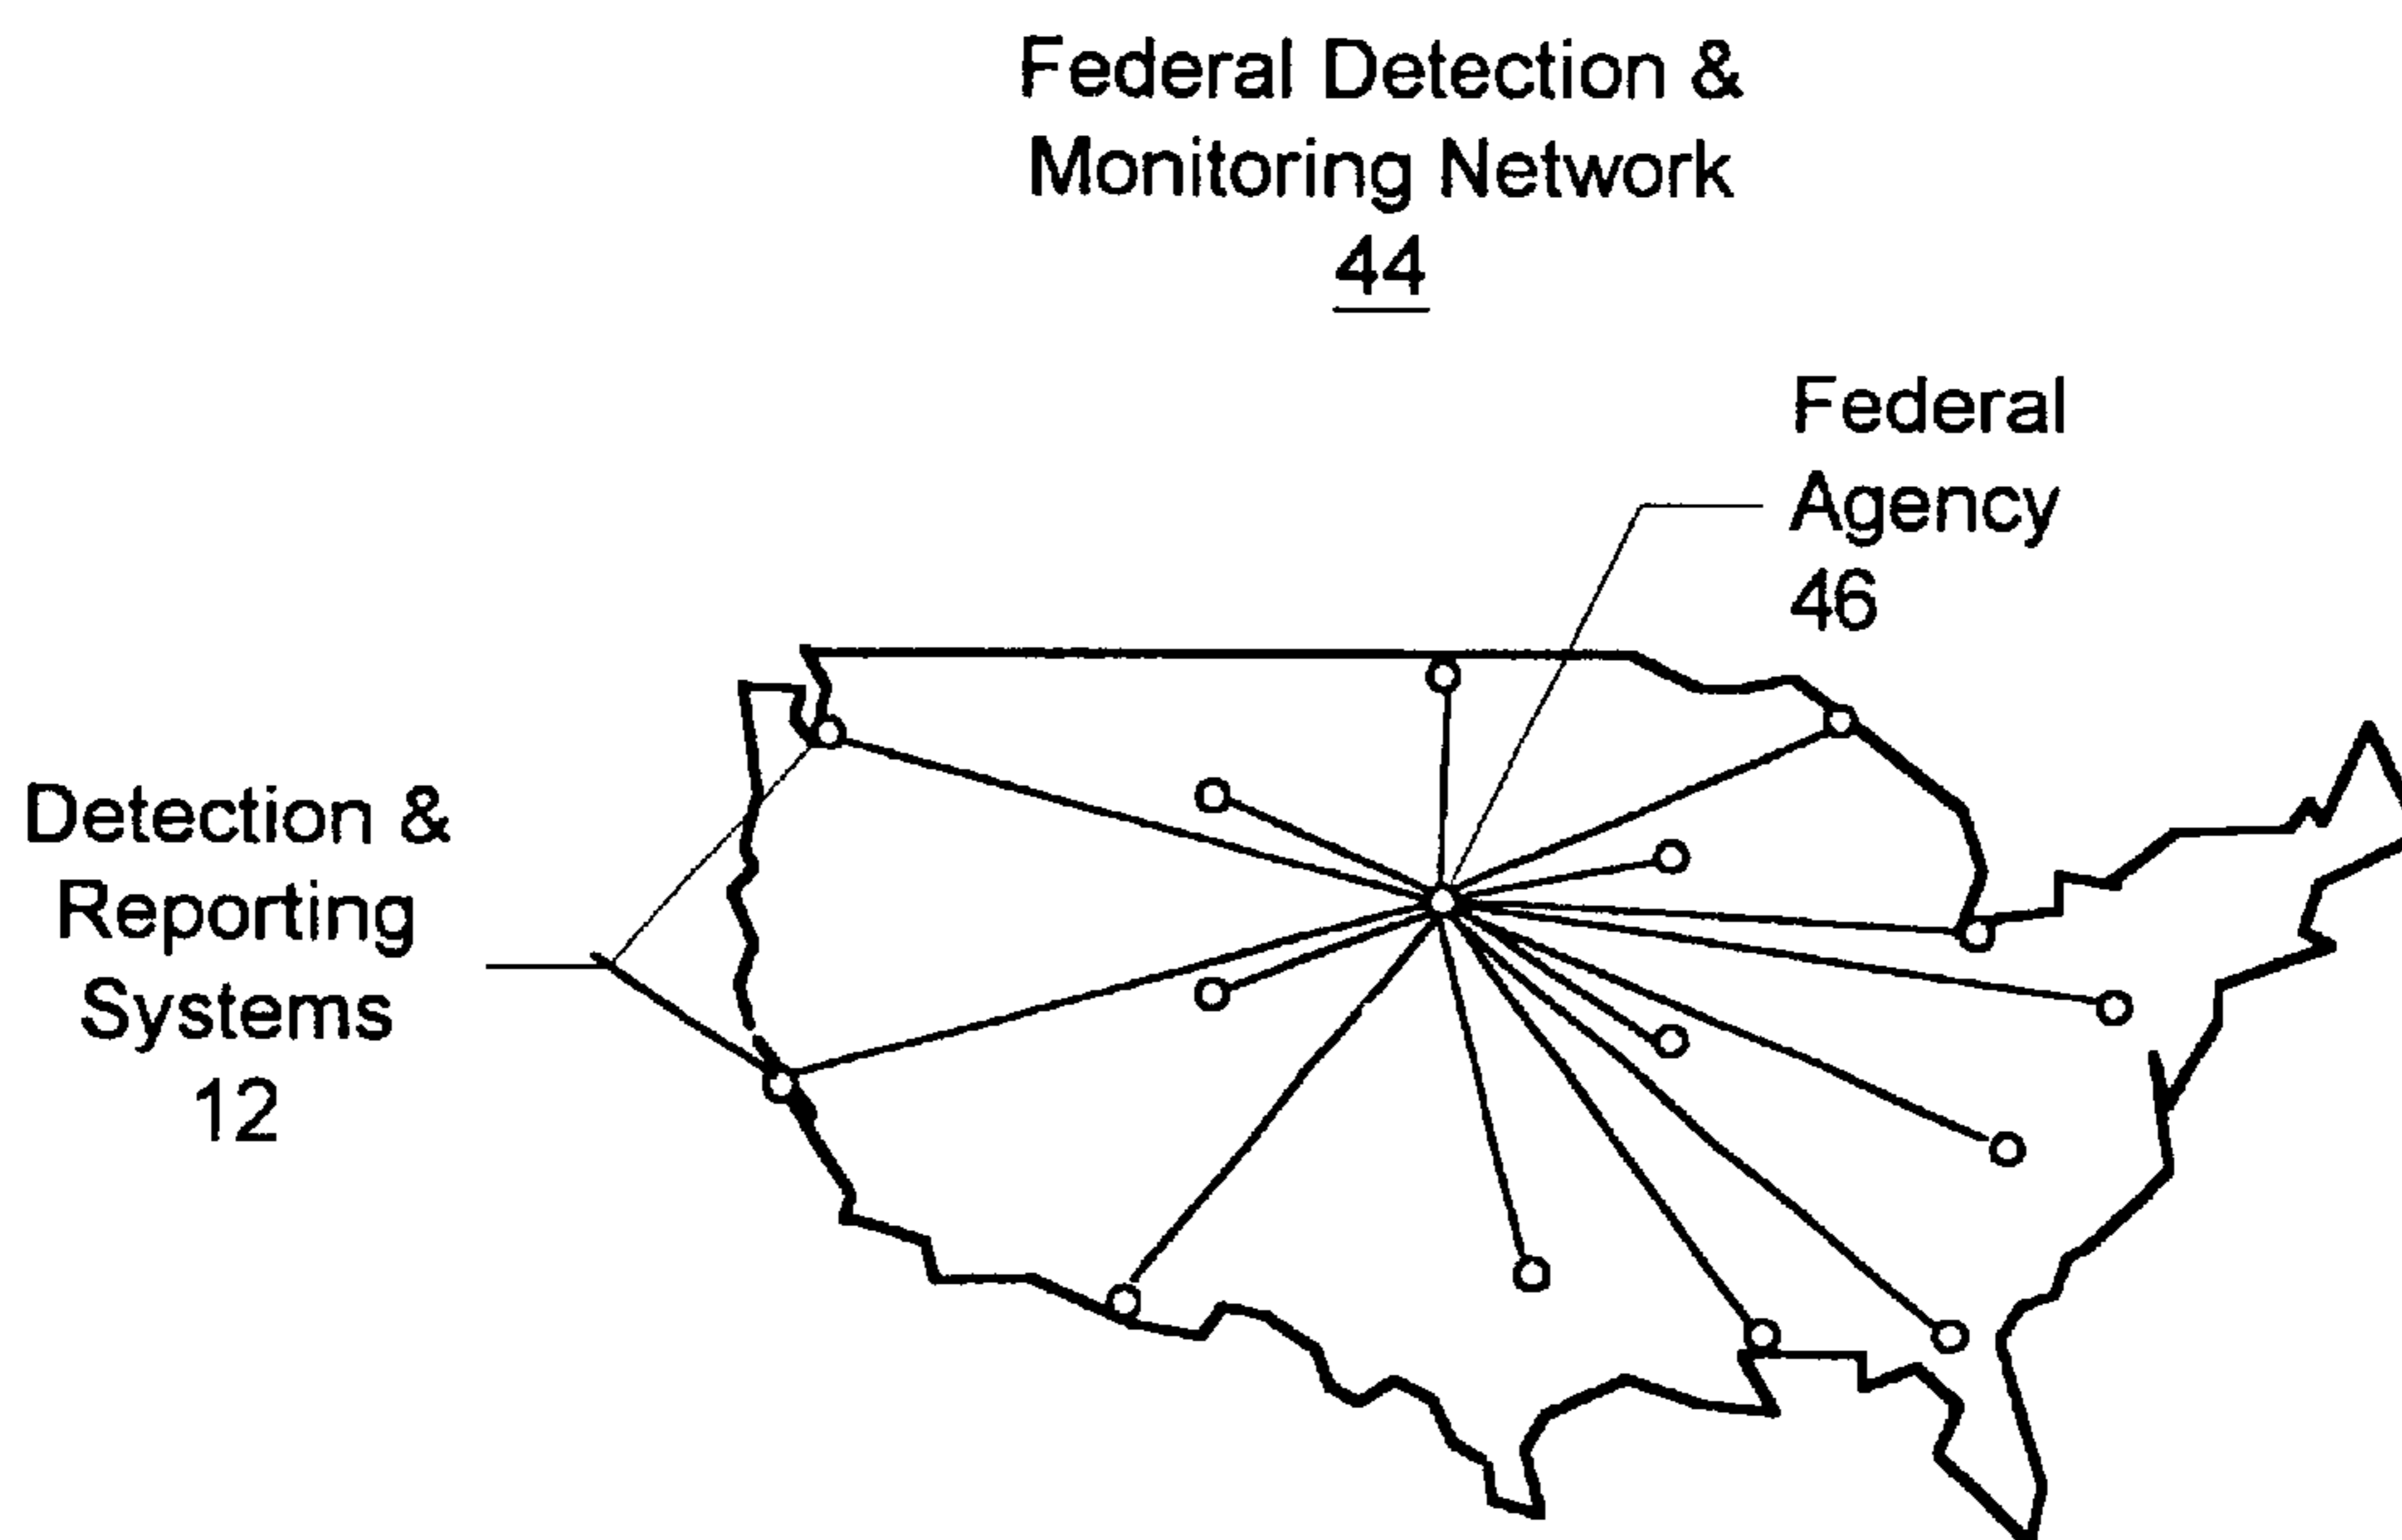 Federal Detection &
Monitoring Network
44
Federal
Agency
46
Detection &
Reporting
Systems
12